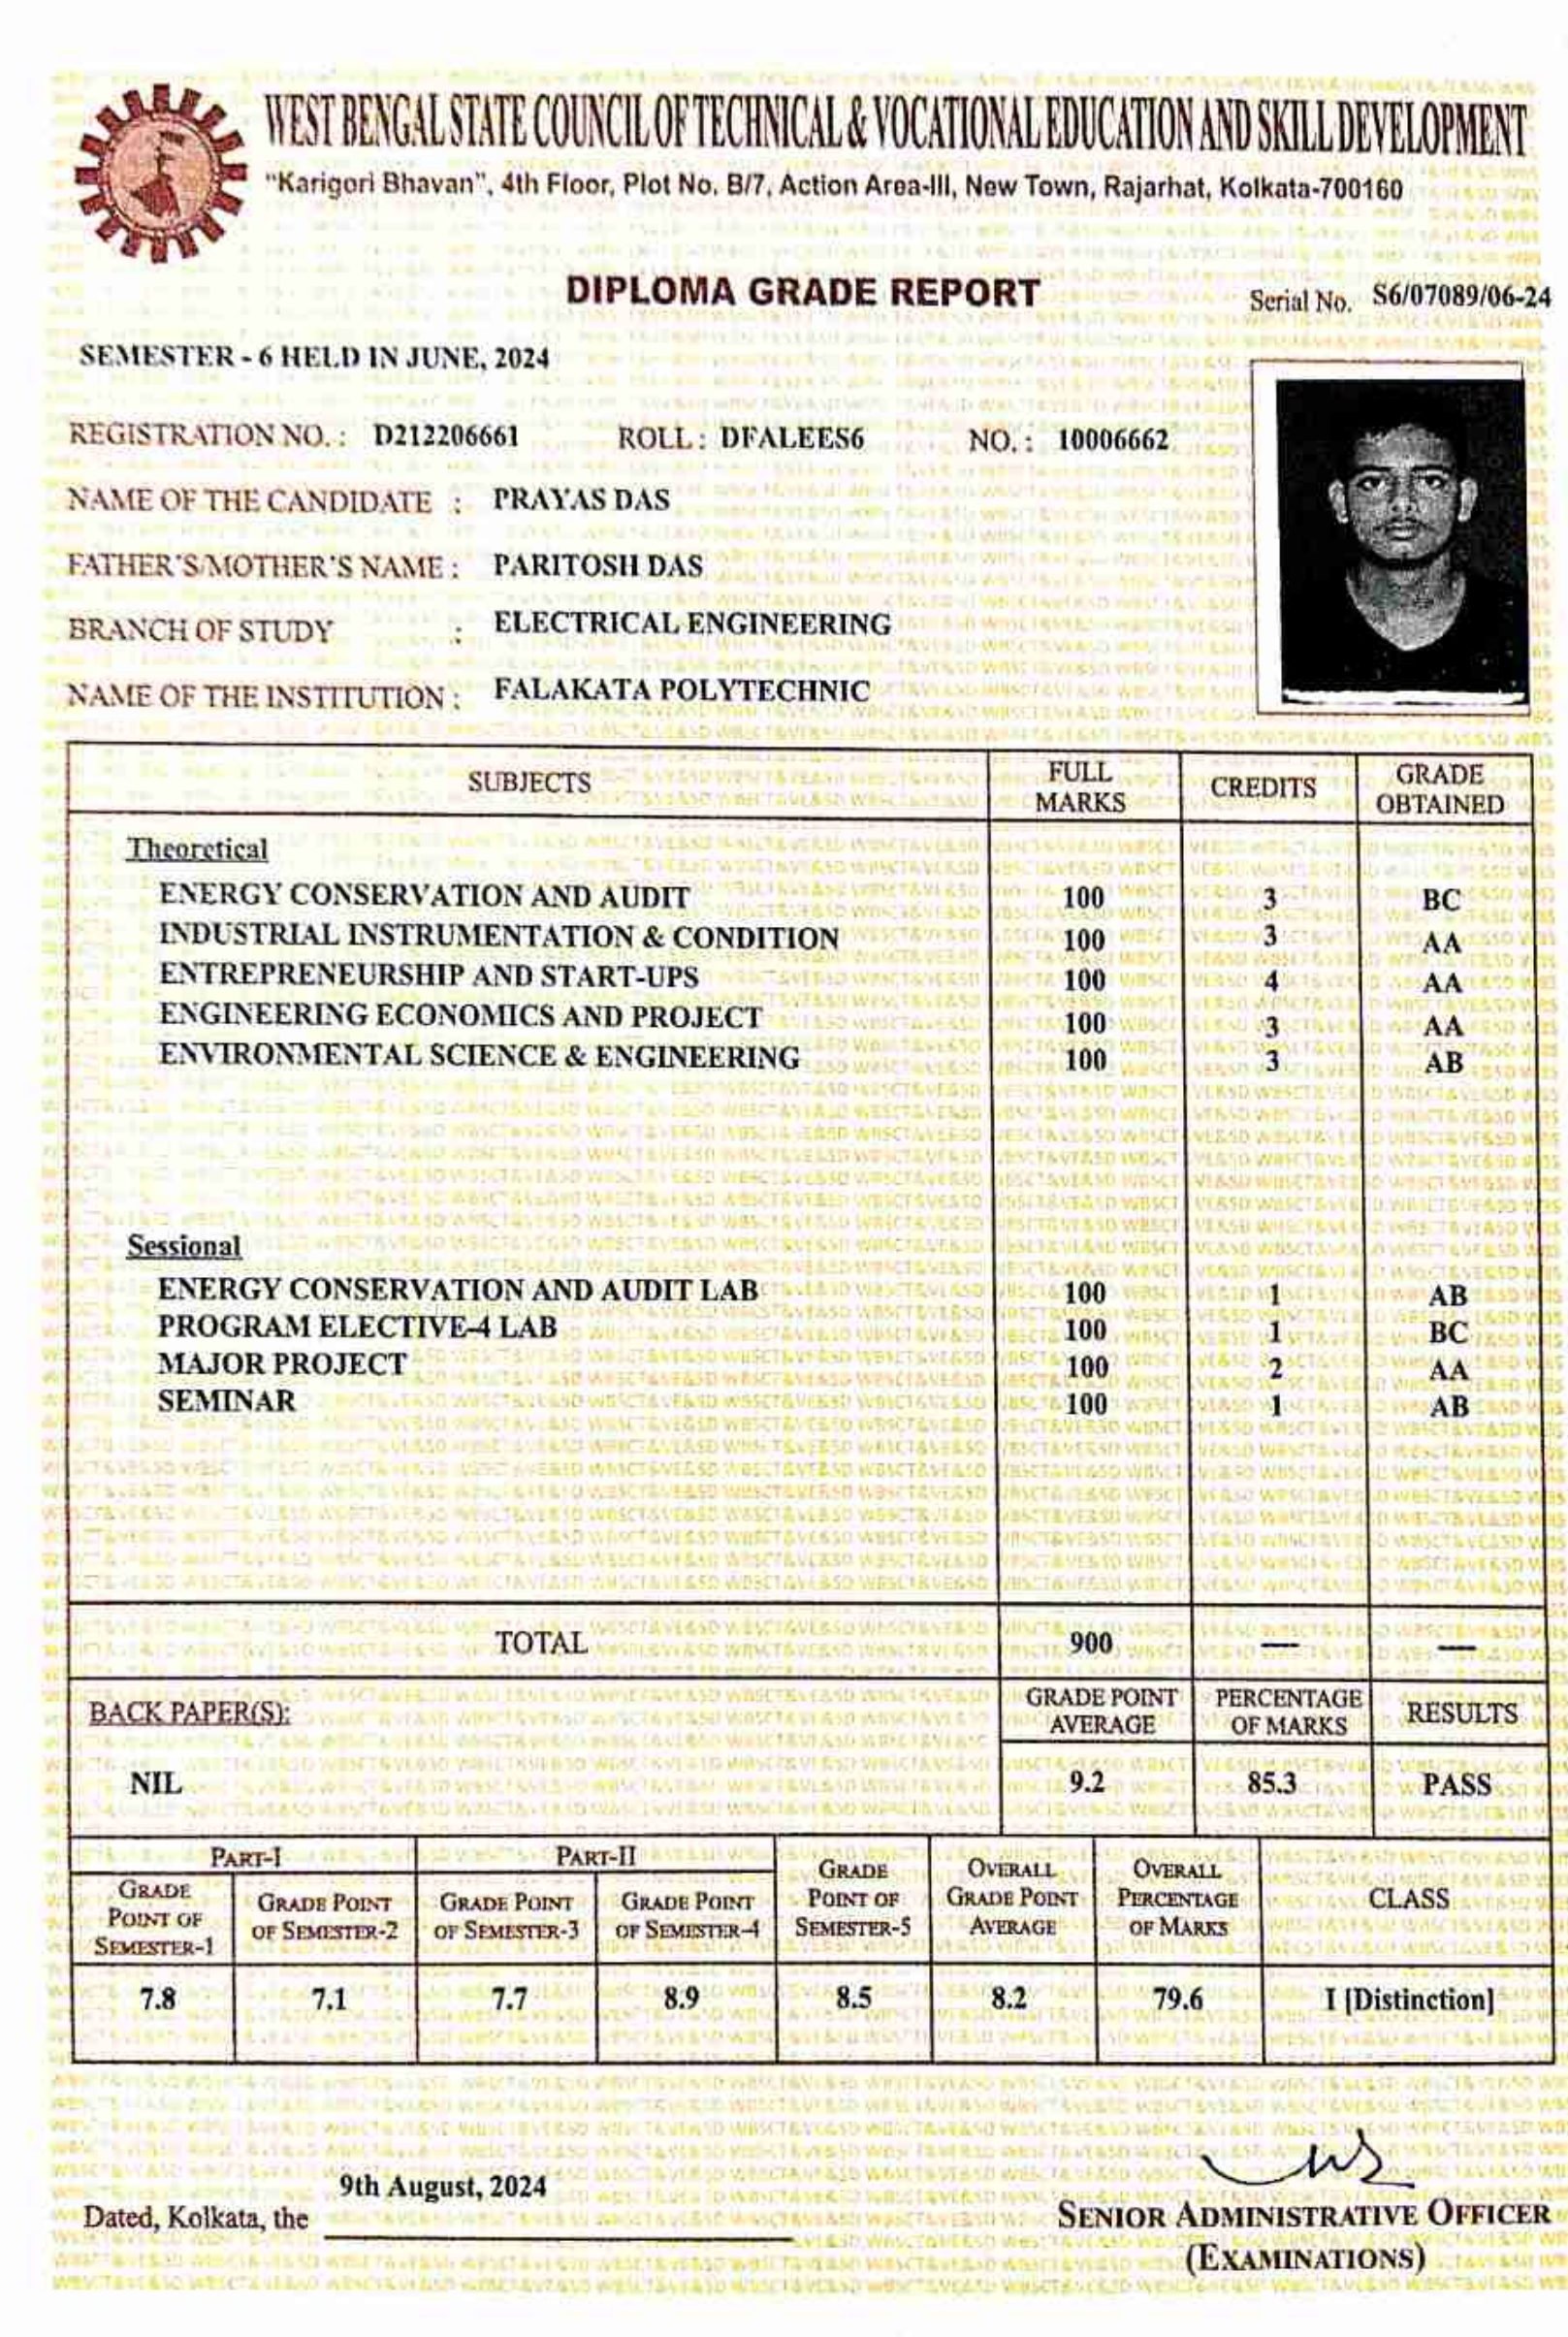 WEST BENGAL STATE COUNCIL OF TECHNICAL & VOCATIONAL EDUCATION AND SKILL DEVELOPMENT
"Karigori Bhavan", 4th Floor, Plot No. B/7, Action Area-III, New Town, Rajarhat, Kolkata-700160
DIPLOMA GRADE REPORT
Serial No. S6/07089/06-24
SEMESTER - 6 HELD IN JUNE, 2024
REGISTRATION NO. : D212206661 ROLL : DFALEES6 NO. : 10006662
NAME OF THE CANDIDATE : PRAYAS DAS
FATHER'S/MOTHER'S NAME : PARITOSH DAS
BRANCH OF STUDY : ELECTRICAL ENGINEERING
NAME OF THE INSTITUTION : FALAKATA POLYTECHNIC
SUBJECTS FULL MARKS CREDITS GRADE OBTAINED
Theoretical
ENERGY CONSERVATION AND AUDIT 100 3 BC
INDUSTRIAL INSTRUMENTATION & CONDITION 100 3 AA
ENTREPRENEURSHIP AND START-UPS 100 4 AA
ENGINEERING ECONOMICS AND PROJECT 100 3 AA
ENVIRONMENTAL SCIENCE & ENGINEERING 100 3 AB
Sessional
ENERGY CONSERVATION AND AUDIT LAB 100 1 AB
PROGRAM ELECTIVE-4 LAB 100 1 BC
MAJOR PROJECT 100 2 AA
SEMINAR 100 1 AB
TOTAL 900 — —
BACK PAPER(S): GRADE POINT AVERAGE PERCENTAGE OF MARKS RESULTS
NIL 9.2 85.3 PASS
PART-I PART-II
GRADE POINT OF SEMESTER-1 GRADE POINT OF SEMESTER-2 GRADE POINT OF SEMESTER-3 GRADE POINT OF SEMESTER-4 GRADE POINT OF SEMESTER-5 OVERALL GRADE POINT AVERAGE OVERALL PERCENTAGE OF MARKS CLASS
7.8 7.1 7.7 8.9 8.5 8.2 79.6 I [Distinction]
9th August, 2024
Dated, Kolkata, the
SENIOR ADMINISTRATIVE OFFICER
(EXAMINATIONS)